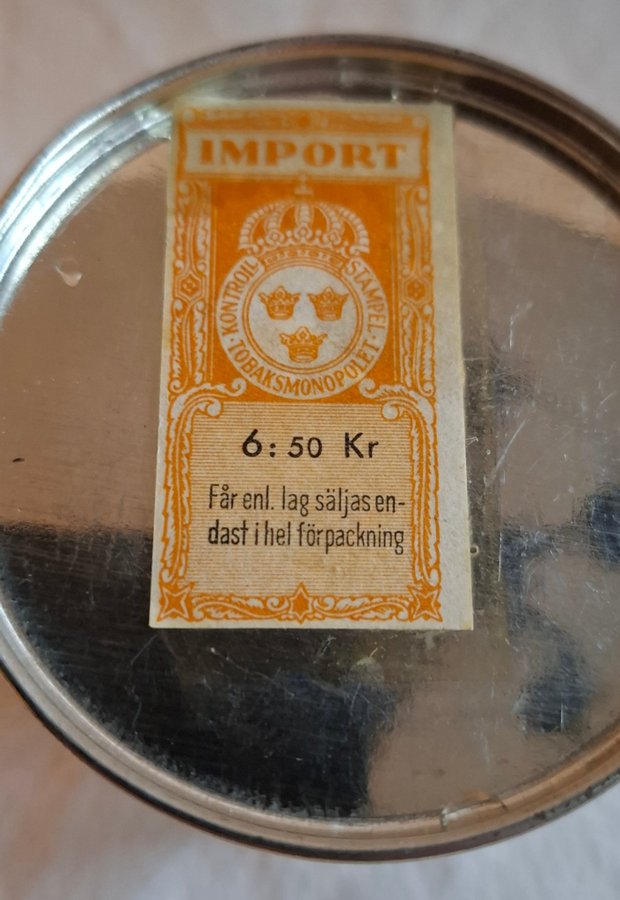 IMPORT
KONTROLL STÄMPEL
· TOBAKSMONOPOLET ·
6: 50 Kr
Får enl. lag säljas en-
dast i hel förpackning